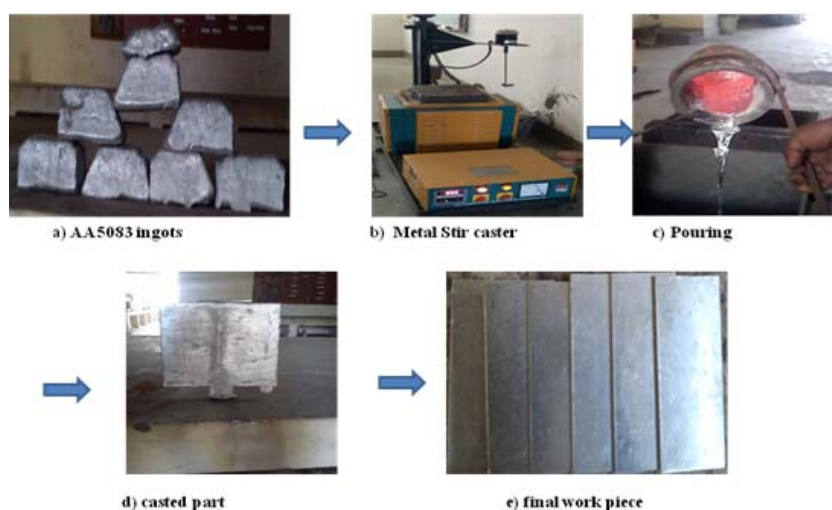 a) AA5083 ingots
b) Metal Stir caster
c) Pouring
d) casted part
e) final work piece